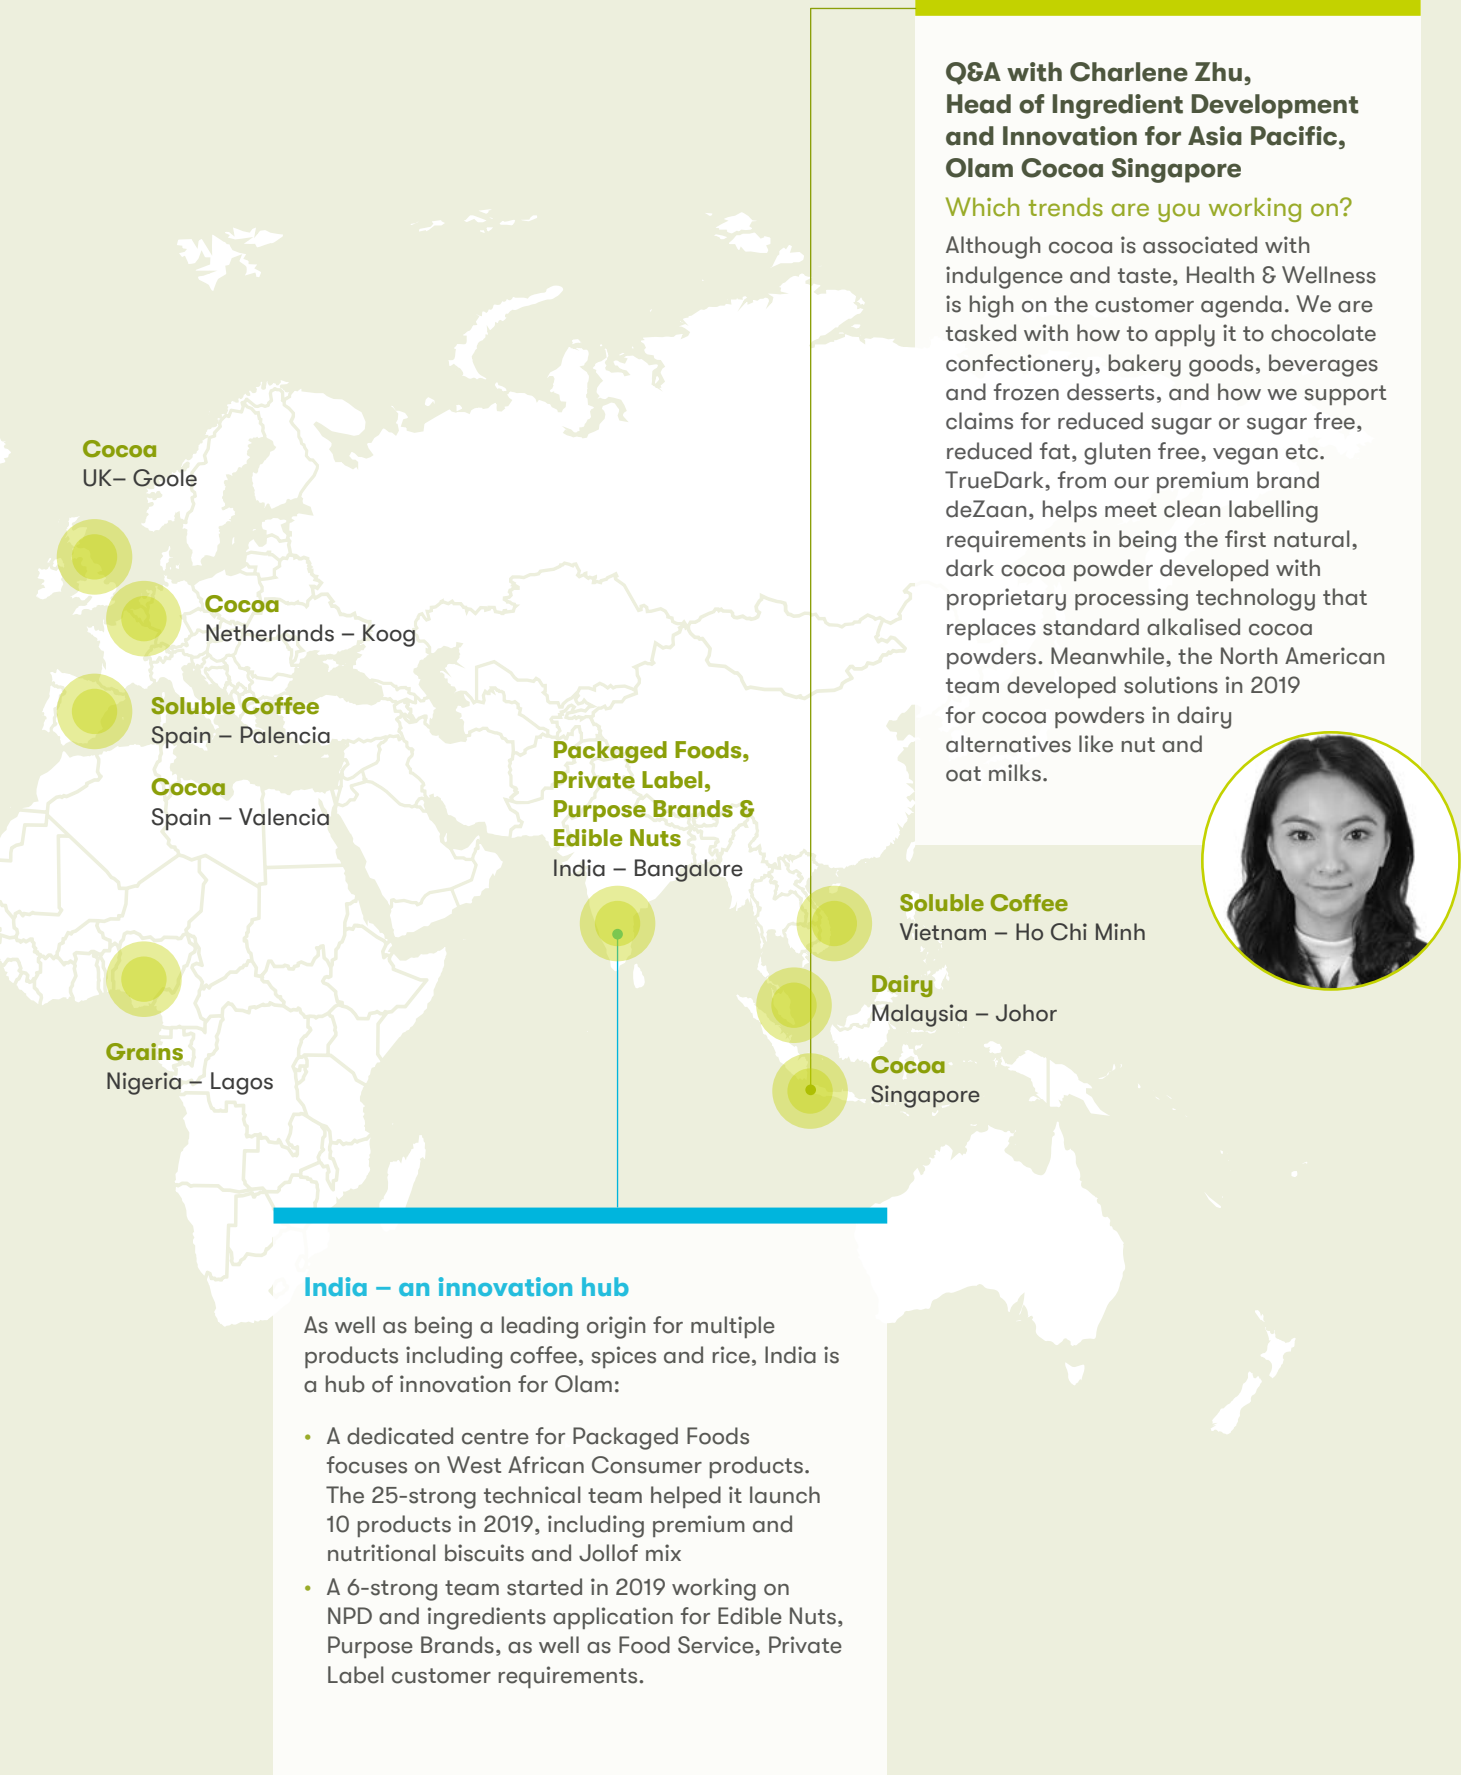 Q&A with Charlene Zhu,
Head of Ingredient Development
and Innovation for Asia Pacific,
Olam Cocoa Singapore
Which trends are you working on?
Although cocoa is associated with
indulgence and taste, Health & Wellness
is high on the customer agenda. We are
tasked with how to apply it to chocolate
confectionery, bakery goods, beverages
and frozen desserts, and how we support
claims for reduced sugar or sugar free,
reduced fat, gluten free, vegan etc.
TrueDark, from our premium brand
deZaan, helps meet clean labelling
requirements in being the first natural,
dark cocoa powder developed with
proprietary processing technology that
replaces standard alkalised cocoa
powders. Meanwhile, the North American
team developed solutions in 2019
for cocoa powders in dairy
alternatives like nut and
oat milks.
Cocoa
UK– Goole
Cocoa
Netherlands – Koog
Soluble Coffee
Spain – Palencia
Cocoa
Spain – Valencia
Packaged Foods,
Private Label,
Purpose Brands &
Edible Nuts
India – Bangalore
Soluble Coffee
Vietnam – Ho Chi Minh
Dairy
Malaysia – Johor
Cocoa
Singapore
Grains
Nigeria – Lagos
India – an innovation hub
As well as being a leading origin for multiple
products including coffee, spices and rice, India is
a hub of innovation for Olam:
• A dedicated centre for Packaged Foods
focuses on West African Consumer products.
The 25-strong technical team helped it launch
10 products in 2019, including premium and
nutritional biscuits and Jollof mix
• A 6-strong team started in 2019 working on
NPD and ingredients application for Edible Nuts,
Purpose Brands, as well as Food Service, Private
Label customer requirements.